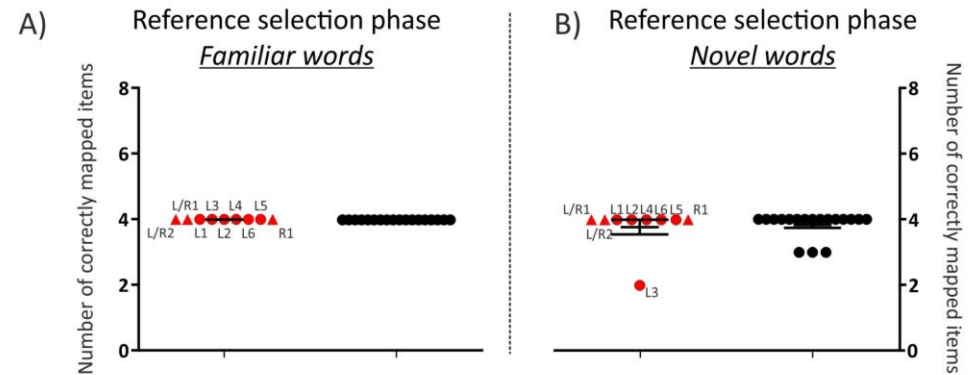 A)
Reference selection phase
Familiar words
Number of correctly mapped items
8
6
4
2
0
L/R1 L3 L4 L5
L/R2 L1 L2 L6 R1
B)
Reference selection phase
Novel words
L/R1 L1 L2 L4 L6 L5 R1
L/R2
L3
8
6
4
2
0
Number of correctly mapped items